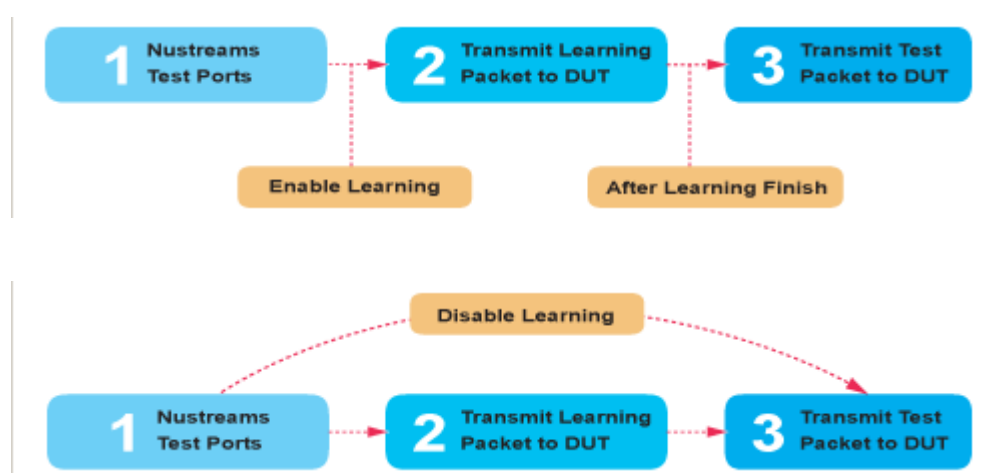 1 Nustreams
Test Ports
2 Transmit Learning
Packet to DUT
3 Transmit Test
Packet to DUT
Enable Learning
After Learning Finish
Disable Learning
1 Nustreams
Test Ports
2 Transmit Learning
Packet to DUT
3 Transmit Test
Packet to DUT